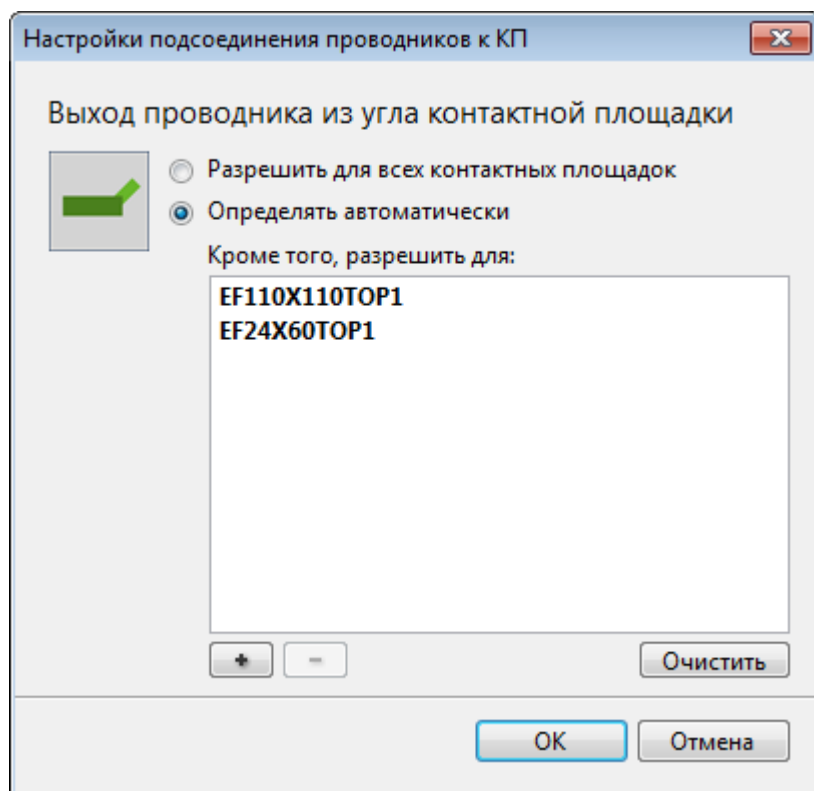 Настройки подсоединения проводников к КП
Выход проводника из угла контактной площадки
Разрешить для всех контактных площадок
Определять автоматически
Кроме того, разрешить для:
EF110X110TOP1
EF24X60TOP1
+ -
Очистить
OK
Отмена